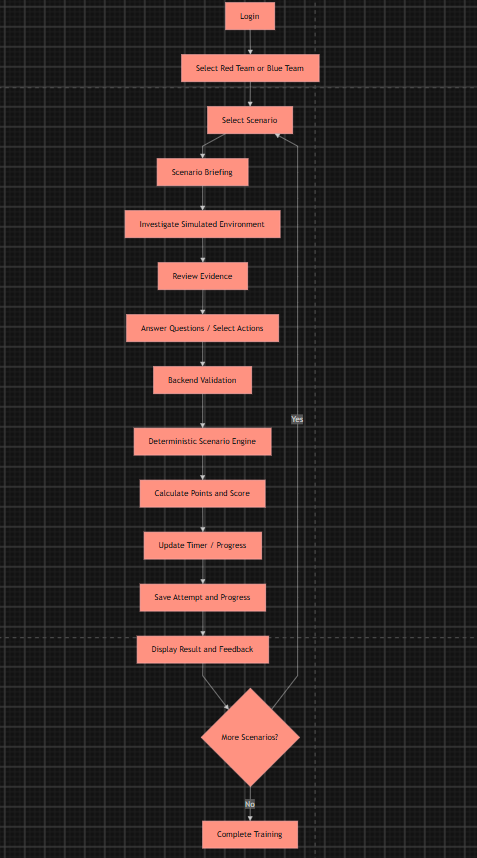 Login
Select Red Team or Blue Team
Select Scenario
Scenario Briefing
Investigate Simulated Environment
Review Evidence
Answer Questions / Select Actions
Backend Validation
Yes
Deterministic Scenario Engine
Calculate Points and Score
Update Timer / Progress
Save Attempt and Progress
Display Result and Feedback
More Scenarios?
No
Complete Training